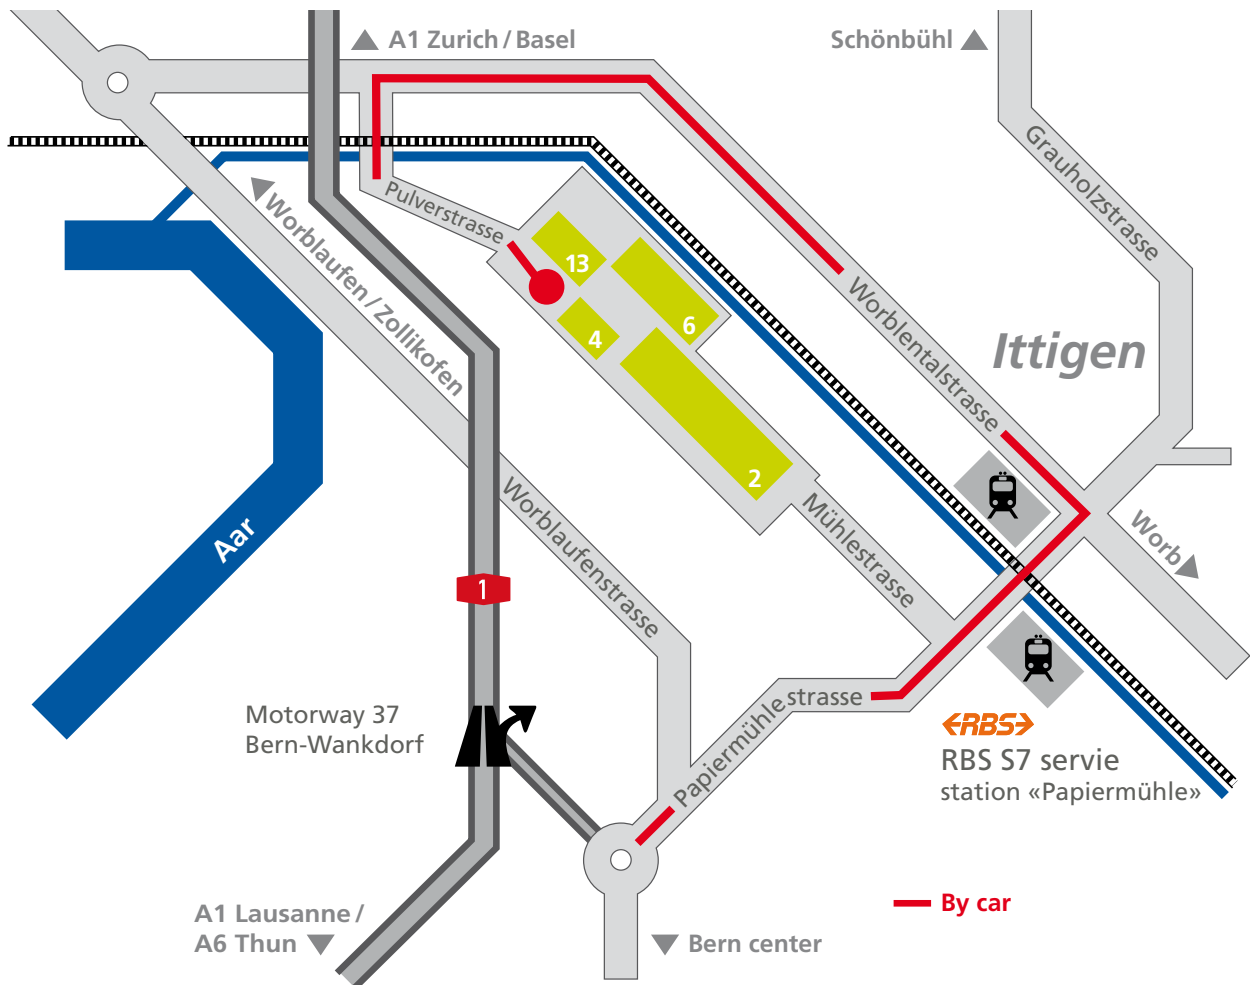 A1 Zurich / Basel
Schönbühl
Grauholzstrasse
Pulverstrasse
Worblaufen / Zollikofen
13
6
4
2
Worblentalstrasse
Ittigen
Aar
Worblaufenstrasse
Mühlestrasse
Worb
1
Motorway 37
Bern-Wankdorf
Papiermühlestrasse
RBS
RBS S7 servie
station «Papiermühle»
By car
A1 Lausanne /
A6 Thun
Bern center